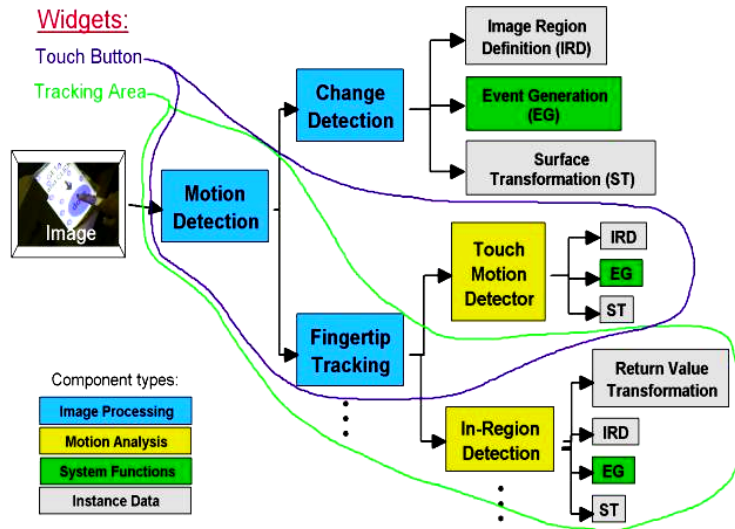 Widgets:
Touch Button
Tracking Area
Image
Motion
Detection
Change
Detection
Image Region
Definition (IRD)
Event Generation
(EG)
Surface
Transformation (ST)
Fingertip
Tracking
Touch
Motion
Detector
IRD
EG
ST
In-Region
Detection
Return Value
Transformation
IRD
EG
ST
Component types:
Image Processing
Motion Analysis
System Functions
Instance Data